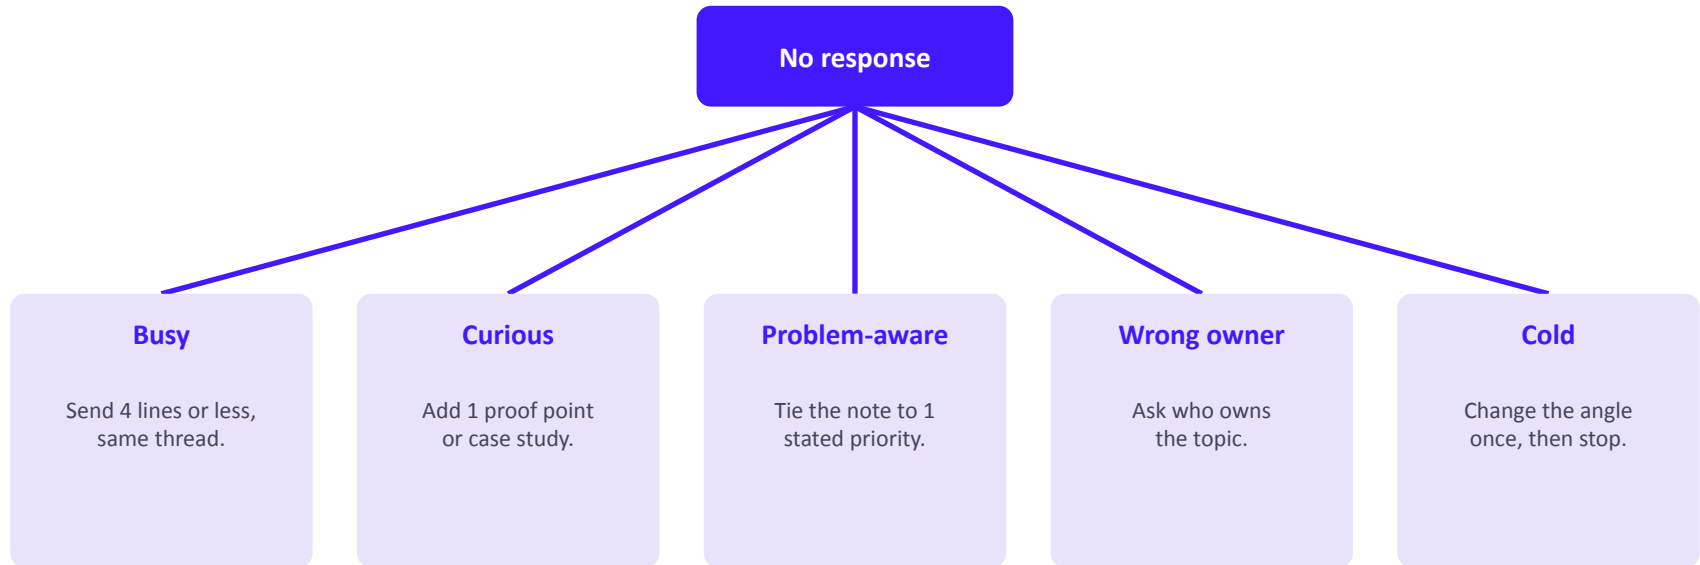 No response
Busy
Send 4 lines or less,
same thread.
Curious
Add 1 proof point
or case study.
Problem-aware
Tie the note to 1
stated priority.
Wrong owner
Ask who owns
the topic.
Cold
Change the angle
once, then stop.